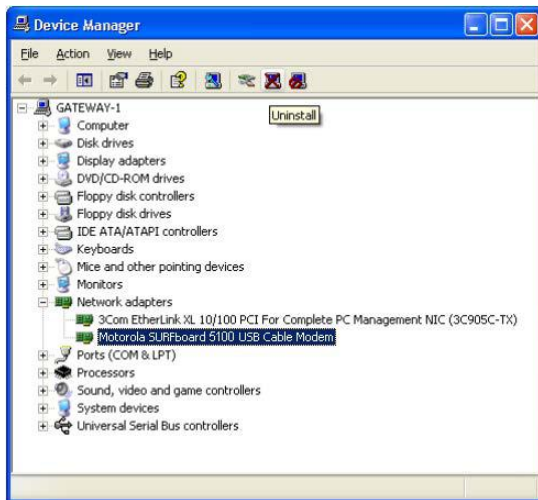 Device Manager
File Action View Help
GATEWAY-1
Uninstall
Computer
Disk drives
Display adapters
DVD/CD-ROM drives
Floppy disk controllers
Floppy disk drives
IDE ATA/ATAPI controllers
Keyboards
Mice and other pointing devices
Monitors
Network adapters
3Com EtherLink XL 10/100 PCI For Complete PC Management NIC (3C905C-TX)
Motorola SURFboard 5100 USB Cable Modem
Ports (COM & LPT)
Processors
Sound, video and game controllers
System devices
Universal Serial Bus controllers